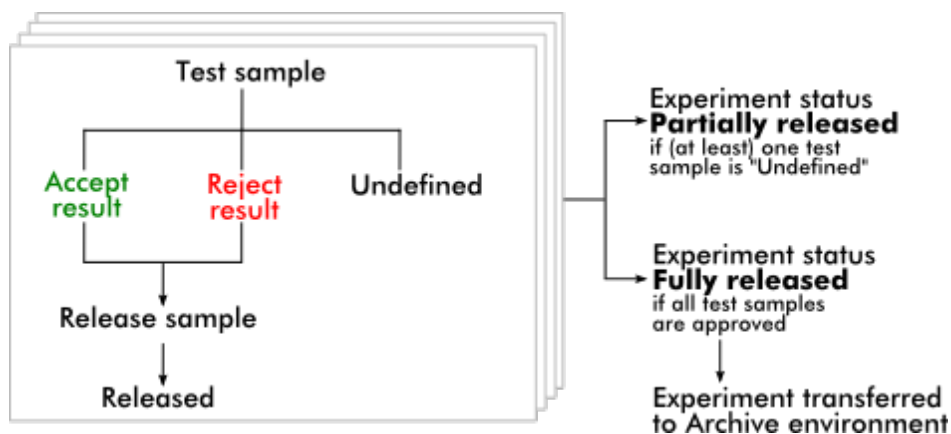 Test sample
Accept
result
Reject
result
Undefined
Release sample
Released
Experiment status
Partially released
if (at least) one test
sample is "Undefined"
Experiment status
Fully released
if all test samples
are approved
Experiment transferred
to Archive environment